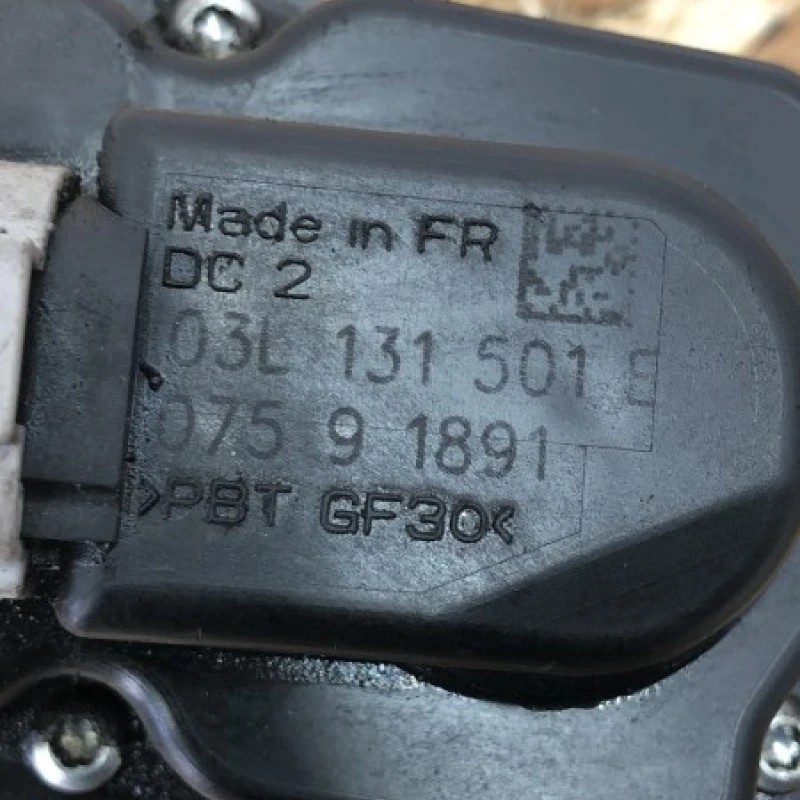 Made in FR
DC 2
03L 131 501 E
075 9 1891
>PBT GF30<